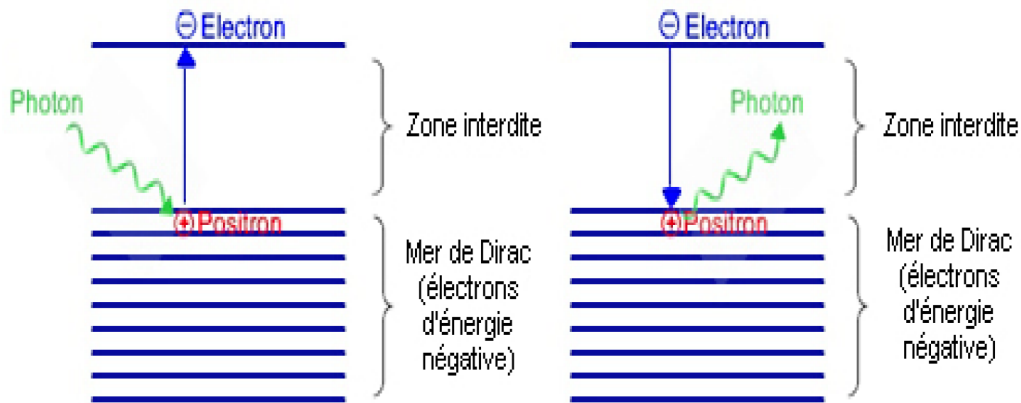 ⊖Electron
Photon
Zone interdite
⊕Positron
Mer de Dirac
(électrons
d'énergie
négative)
⊖Electron
Photon
Zone interdite
⊕Positron
Mer de Dirac
(électrons
d'énergie
négative)